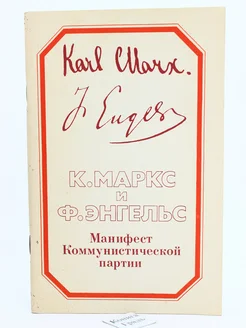 Karl Marx.
F Engels
К. МАРКС
И
Ф. ЭНГЕЛЬС
Манифест
Коммунистической
партии